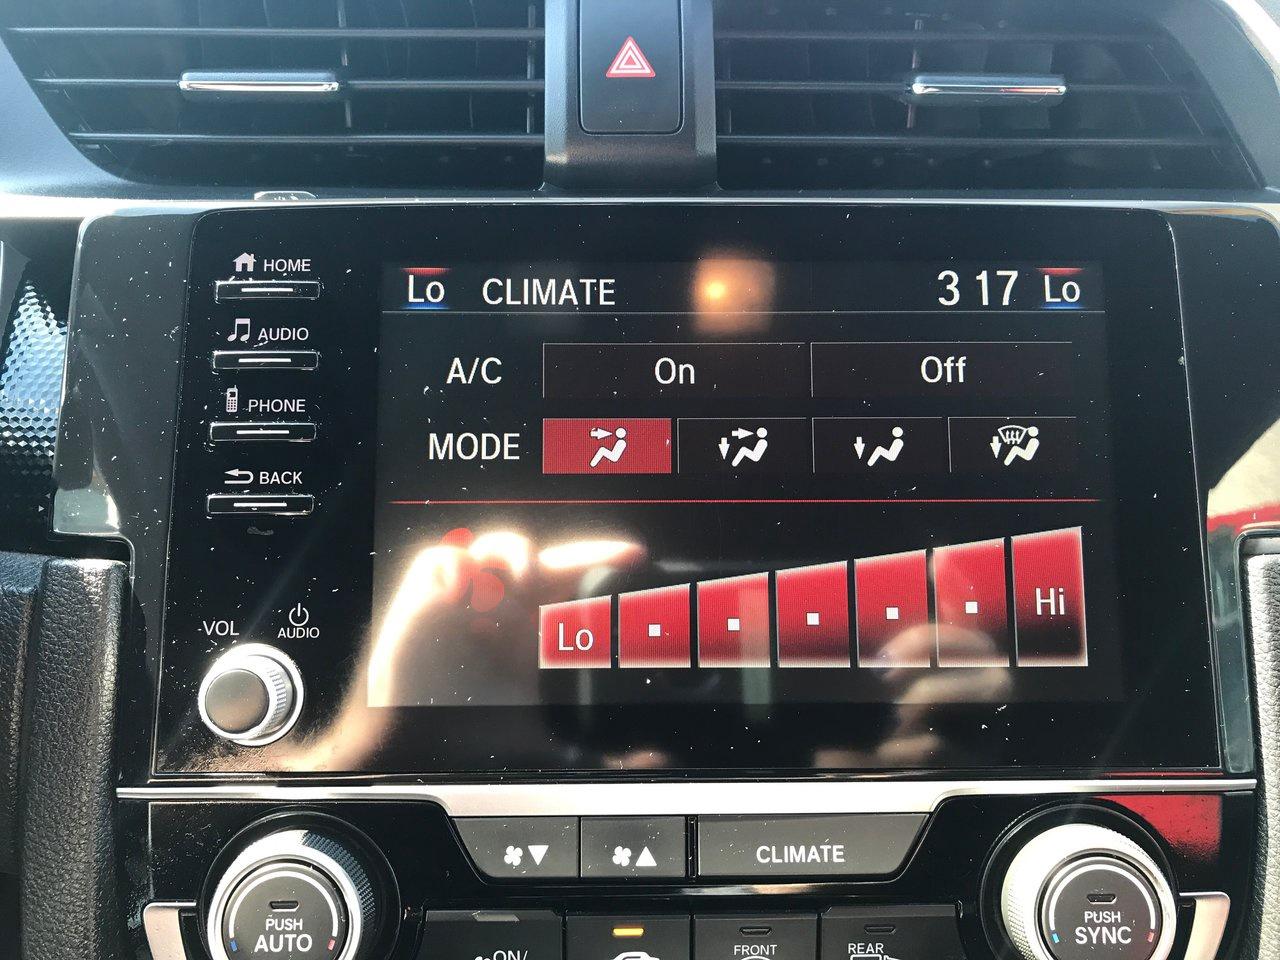 HOME
AUDIO
PHONE
BACK
VOL
AUDIO
Lo CLIMATE 3 17 Lo
A/C On Off
MODE
Lo Hi
CLIMATE
PUSH
AUTO
ON/
FRONT
REAR
PUSH
SYNC